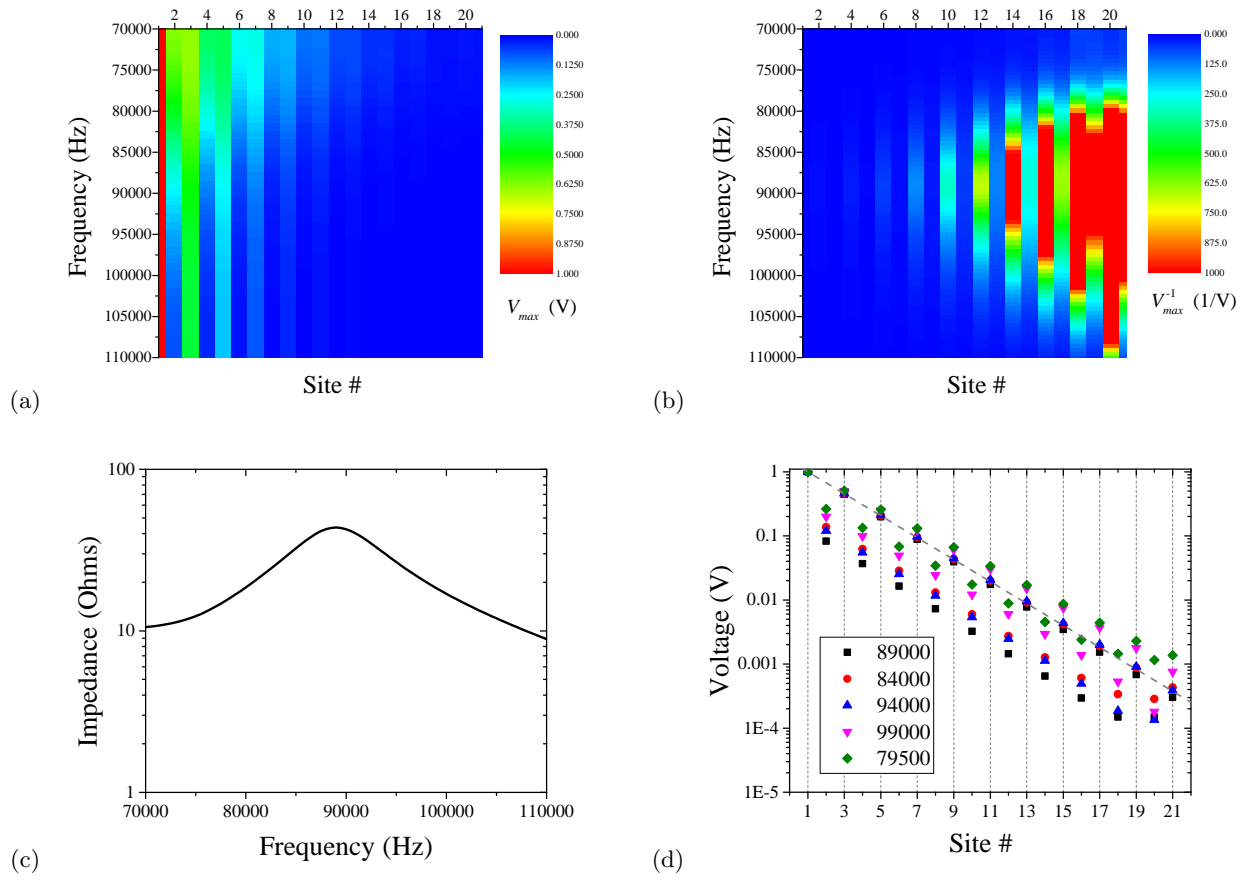 2 4 6 8 10 12 14 16 18 20
70000
75000
80000
85000
90000
95000
100000
105000
110000
Frequency (Hz)
Site #
0.000
0.1250
0.2500
0.3750
0.5000
0.6250
0.7500
0.8750
1.000
V_max (V)
(a)
2 4 6 8 10 12 14 16 18 20
70000
75000
80000
85000
90000
95000
100000
105000
110000
Frequency (Hz)
Site #
0.000
125.0
250.0
375.0
500.0
625.0
750.0
875.0
1000
V_max^-1 (1/V)
(b)
100
10
1
Impedance (Ohms)
70000 80000 90000 100000 110000
Frequency (Hz)
(c)
1
0.1
0.01
0.001
1E-4
1E-5
Voltage (V)
89000
84000
94000
99000
79500
1 3 5 7 9 11 13 15 17 19 21
Site #
(d)